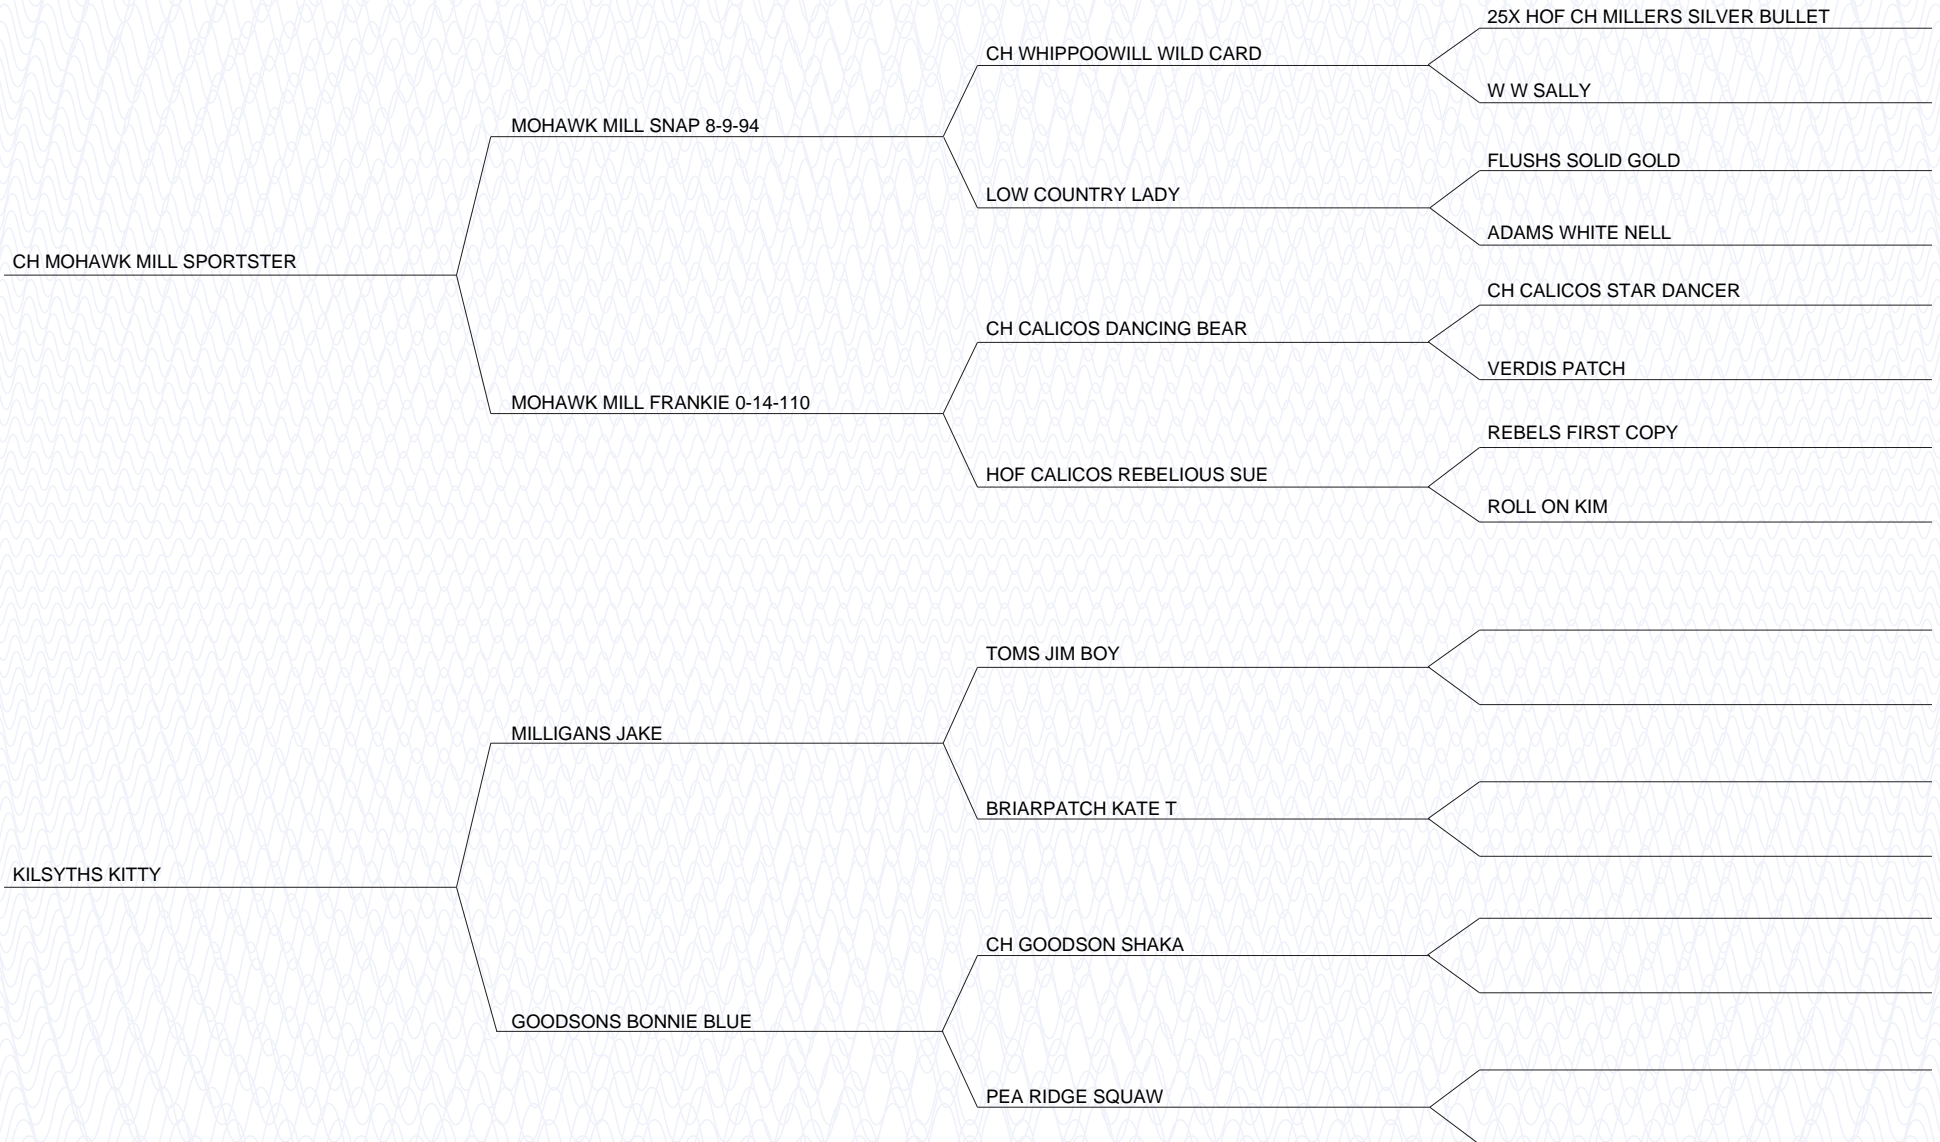 25X HOF CH MILLERS SILVER BULLET
CH WHIPPOOWILL WILD CARD
W W SALLY
MOHAWK MILL SNAP 8-9-94
FLUSHS SOLID GOLD
LOW COUNTRY LADY
ADAMS WHITE NELL
CH MOHAWK MILL SPORTSTER
CH CALICOS STAR DANCER
CH CALICOS DANCING BEAR
VERDIS PATCH
MOHAWK MILL FRANKIE 0-14-110
REBELS FIRST COPY
HOF CALICOS REBELIOUS SUE
ROLL ON KIM
TOMS JIM BOY
MILLIGANS JAKE
BRIARPATCH KATE T
KILSYTHS KITTY
CH GOODSON SHAKA
GOODSONS BONNIE BLUE
PEA RIDGE SQUAW